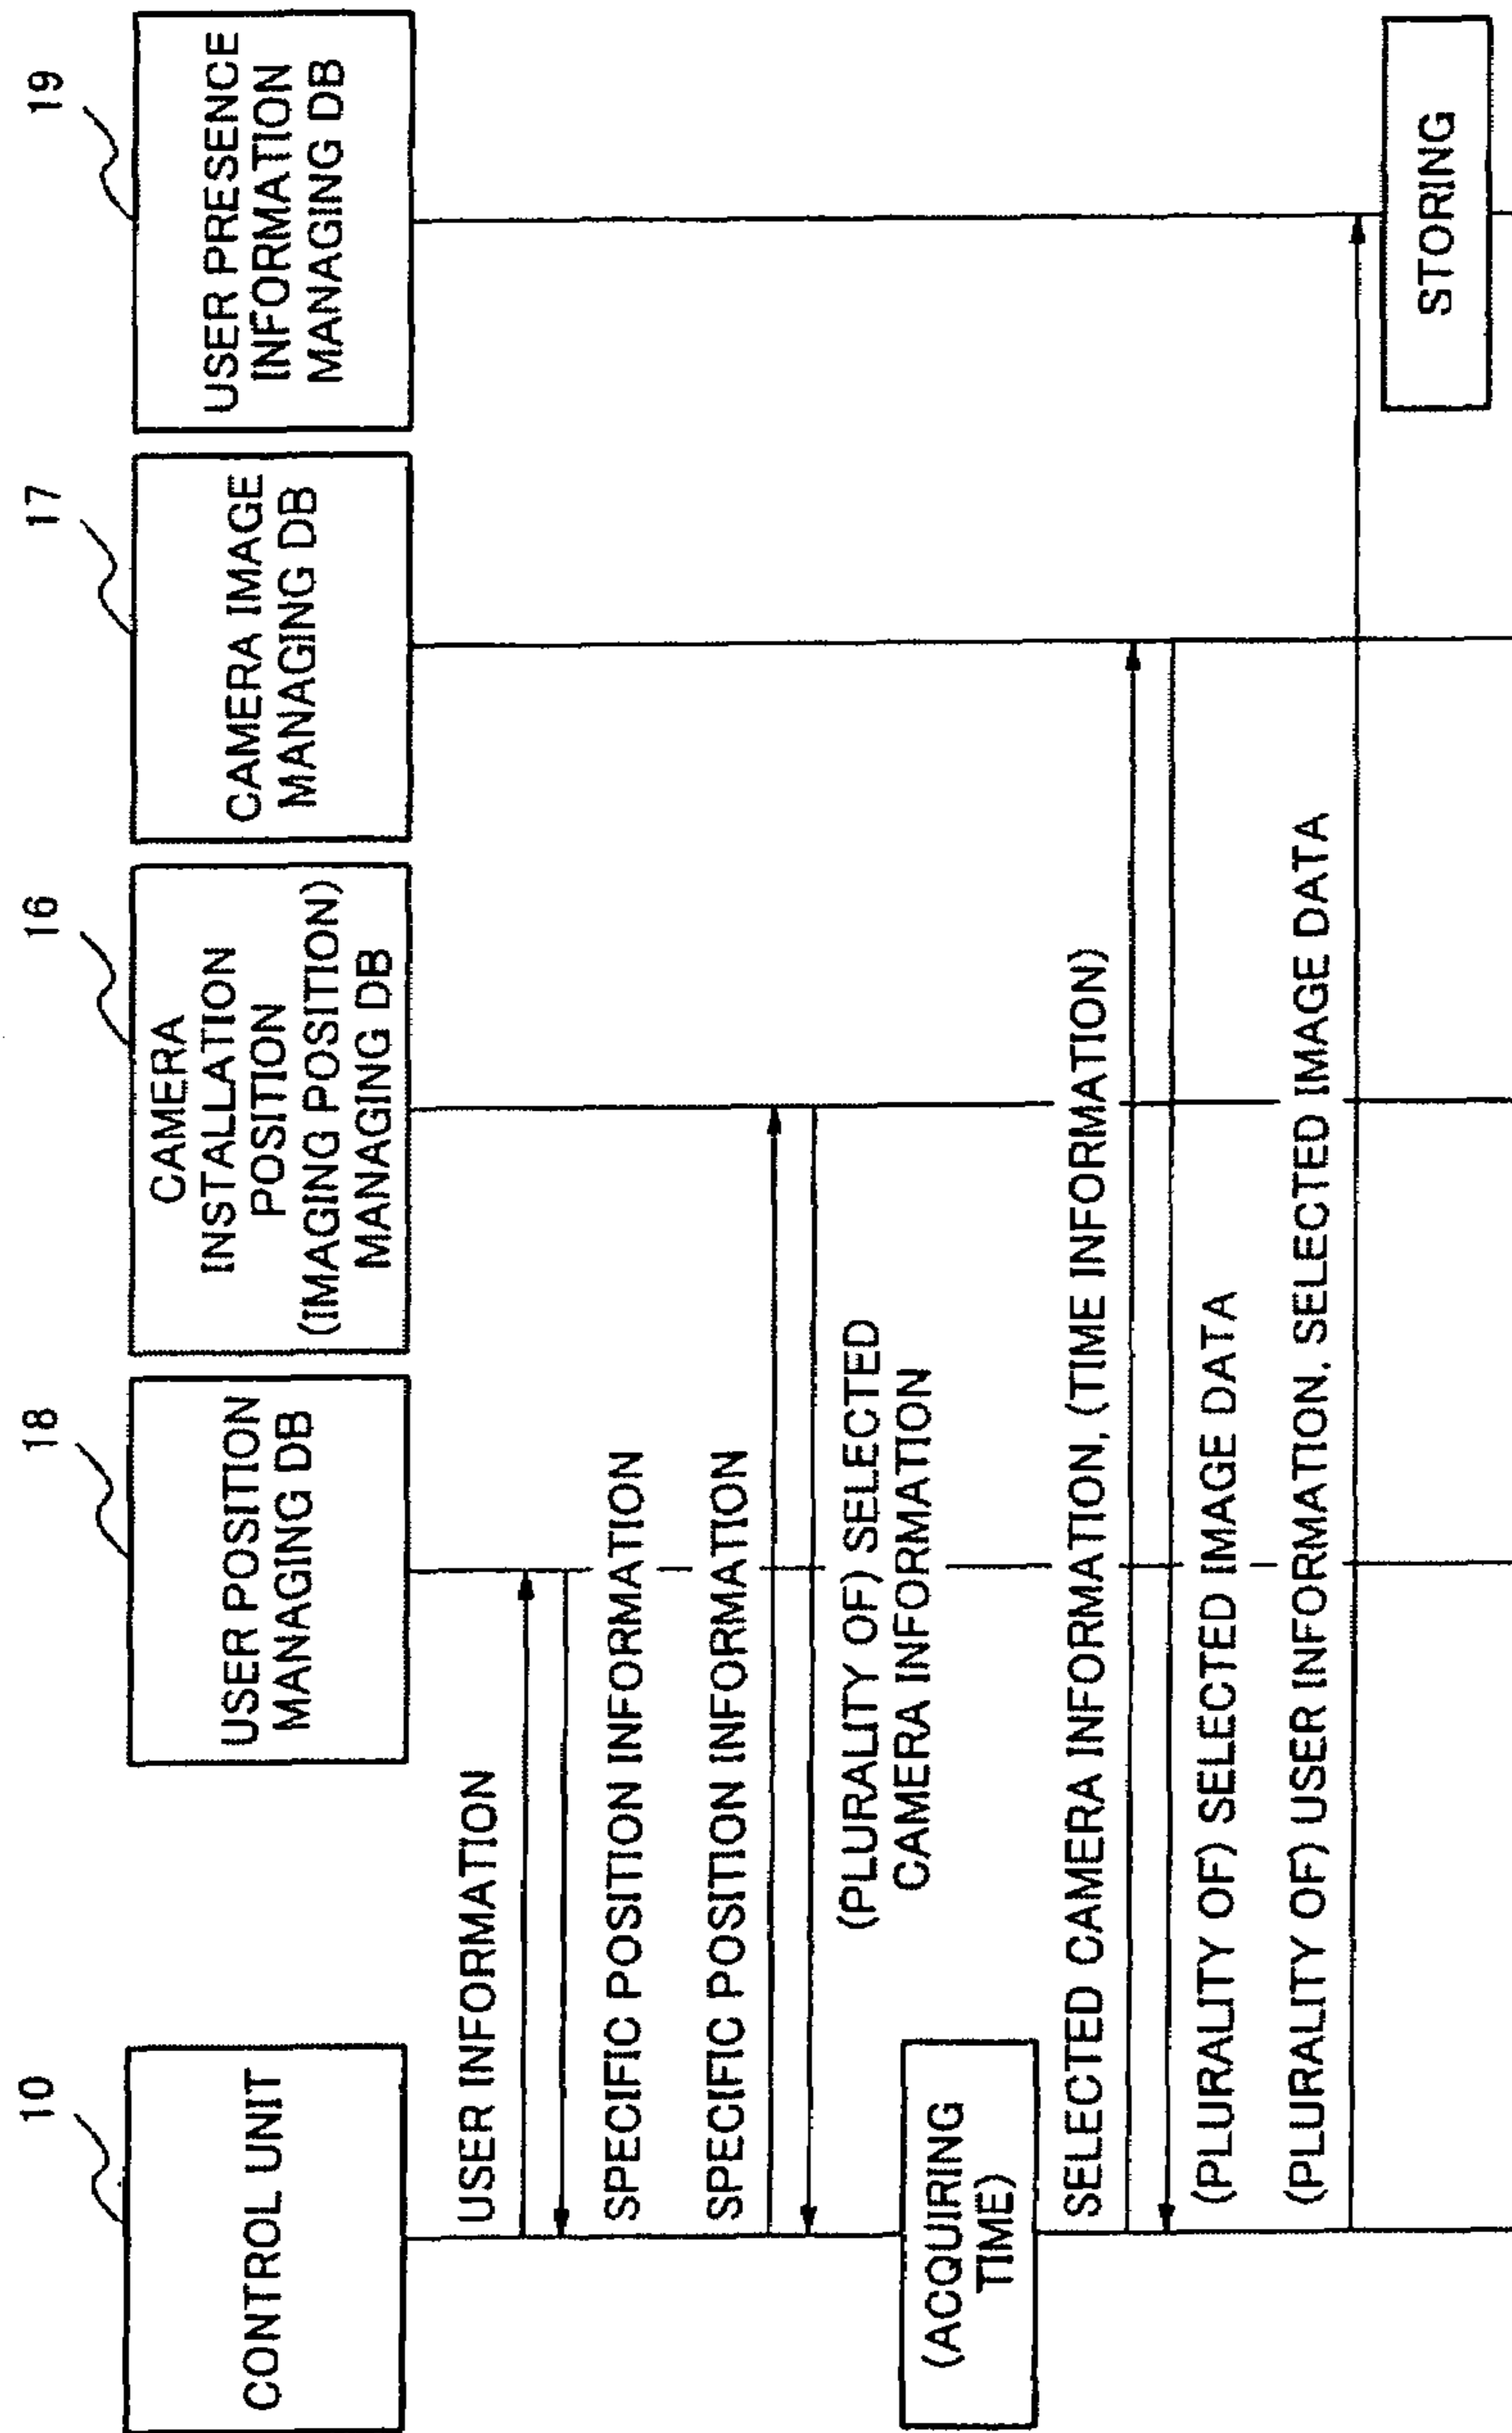 10
CONTROL UNIT
18
USER POSITION
MANAGING DB
16
CAMERA
INSTALLATION
POSITION
(IMAGING POSITION)
MANAGING DB
17
CAMERA IMAGE
MANAGING DB
19
USER PRESENCE
INFORMATION
MANAGING DB
USER INFORMATION
SPECIFIC POSITION INFORMATION
SPECIFIC POSITION INFORMATION
(PLURALITY OF) SELECTED
CAMERA INFORMATION
(ACQUIRING
TIME)
SELECTED CAMERA INFORMATION, (TIME INFORMATION)
(PLURALITY OF) SELECTED IMAGE DATA
(PLURALITY OF) USER INFORMATION, SELECTED IMAGE DATA
STORING